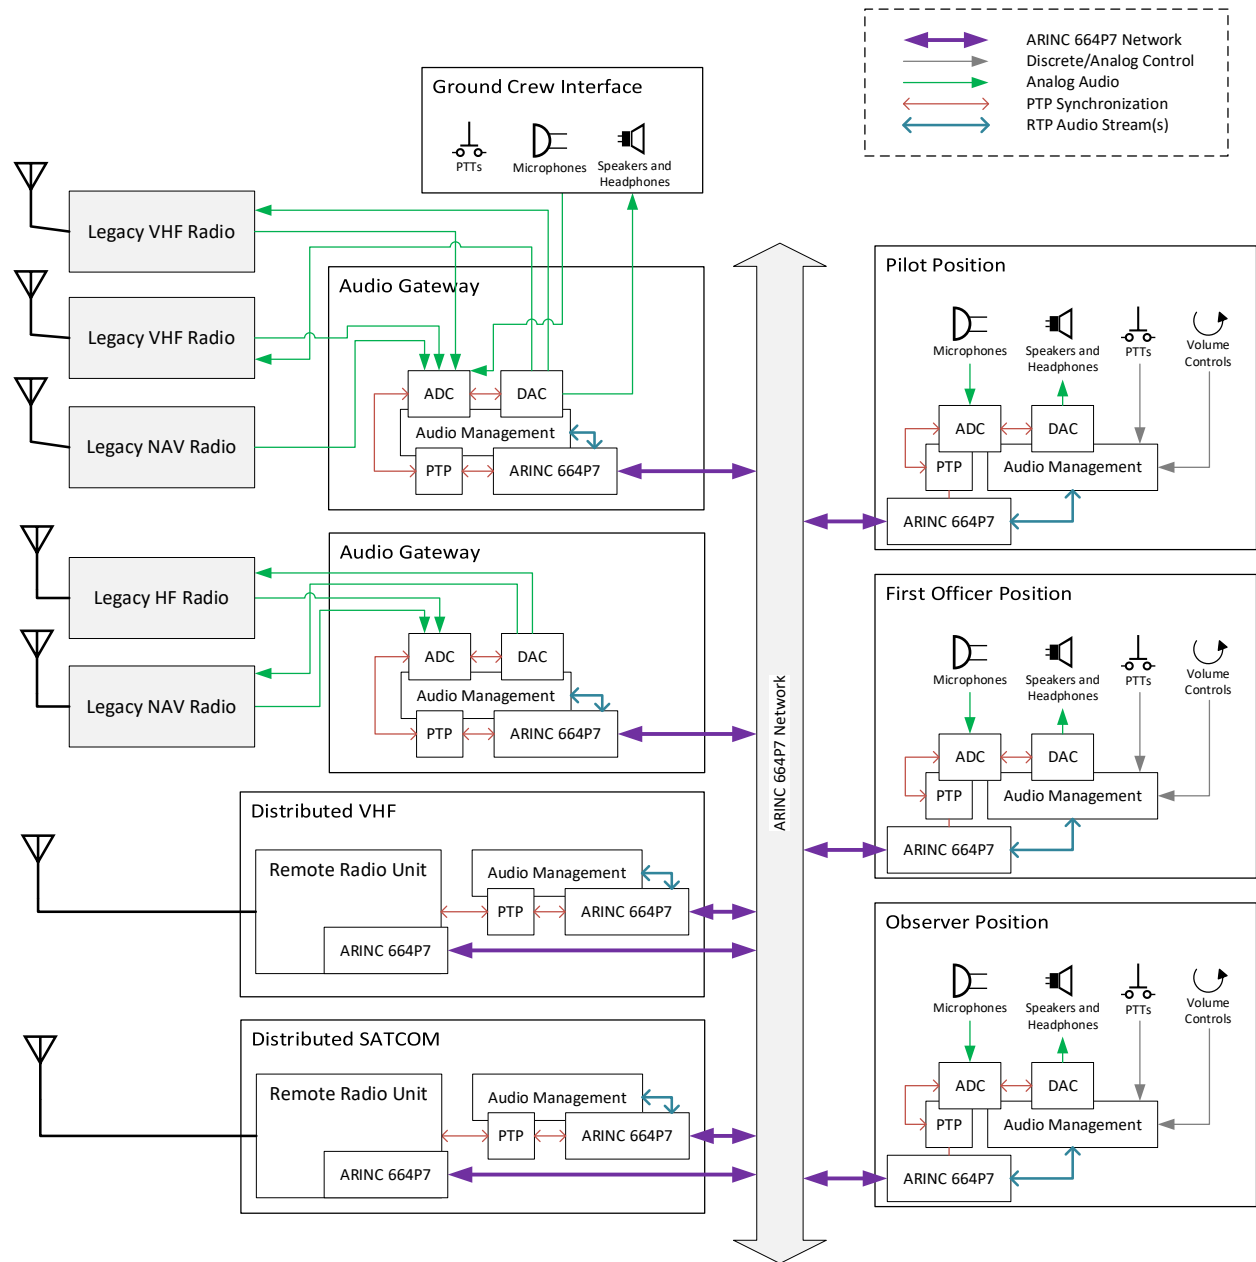 ARINC 664P7 Network
Discrete/Analog Control
Analog Audio
PTP Synchronization
RTP Audio Stream(s)
Ground Crew Interface
PTTs
Microphones
Speakers and
Headphones
Legacy VHF Radio
Legacy VHF Radio
Legacy NAV Radio
Audio Gateway
ADC
DAC
Audio Management
PTP
ARINC 664P7
Legacy HF Radio
Legacy NAV Radio
Audio Gateway
ADC
DAC
Audio Management
PTP
ARINC 664P7
Distributed VHF
Remote Radio
Unit
ARINC 664P7
Audio Management
PTP
ARINC 664P7
Distributed SATCOM
Remote Radio Unit
ARINC 664P7
Audio Management
PTP
ARINC 664P7
ARINC 664P7 Network
Pilot Position
Microphones
Speakers and
Headphones
PTTs
Volume
Controls
ADC
DAC
PTP
Audio Management
ARINC 664P7
First Officer Position
Microphones
Speakers and
Headphones
PTTs
Volume
Controls
ADC
DAC
PTP
Audio Management
ARINC 664P7
Observer Position
Microphones
Speakers and
Headphones
PTTs
Volume
Controls
ADC
DAC
PTP
Audio Management
ARINC 664P7